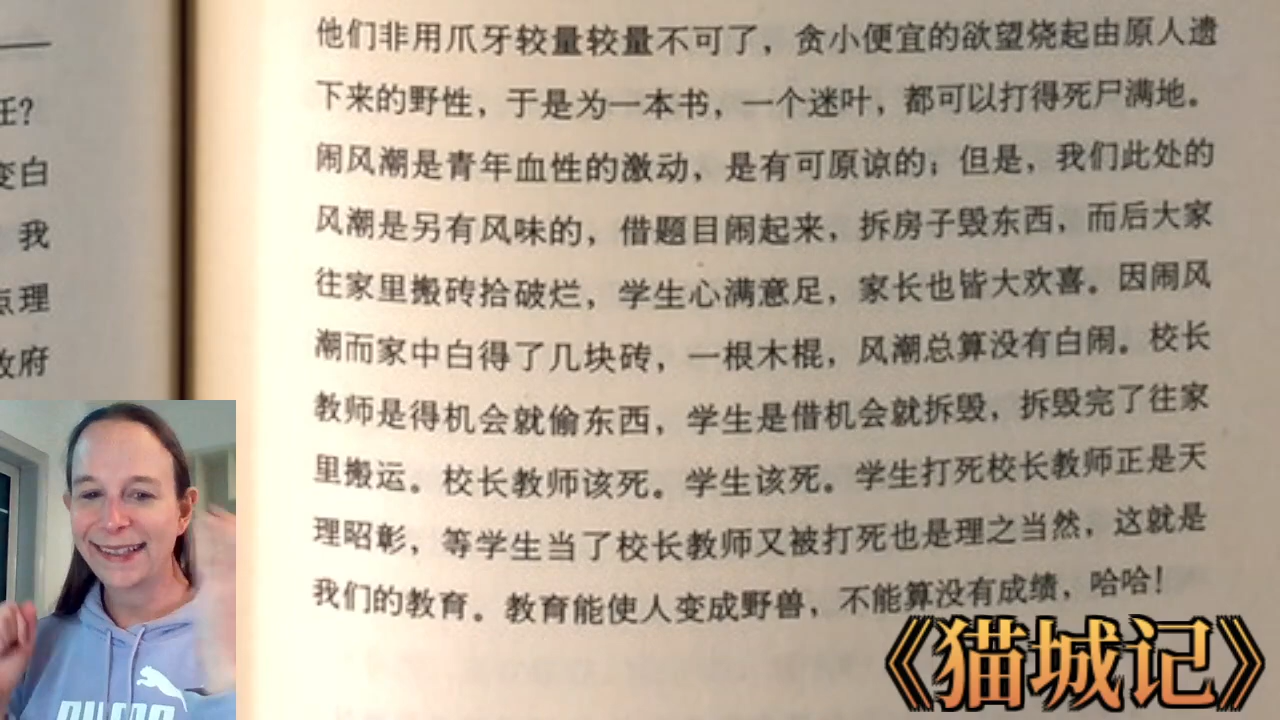 任？
变白
我
点理
政府
他们非用爪牙较量较量不可了，贪小便宜的欲望烧起由原人遗
下来的野性，于是为一本书，一个迷叶，都可以打得死尸满地。
闹风潮是青年血性的激动，是有可原谅的；但是，我们此处的
风潮是另有风味的，借题目闹起来，拆房子毁东西，而后大家
往家里搬砖拾破烂，学生心满意足，家长也皆大欢喜。因闹风
潮而家中白得了几块砖，一根木棍，风潮总算没有白闹。校长
教师是得机会就偷东西，学生是借机会就拆毁，拆毁完了往家
里搬运。校长教师该死。学生该死。学生打死校长教师正是天
理昭彰，等学生当了校长教师又被打死也是理之当然，这就是
我们的教育。教育能使人变成野兽，不能算没有成绩，哈哈！
《猫城记》
PUMA